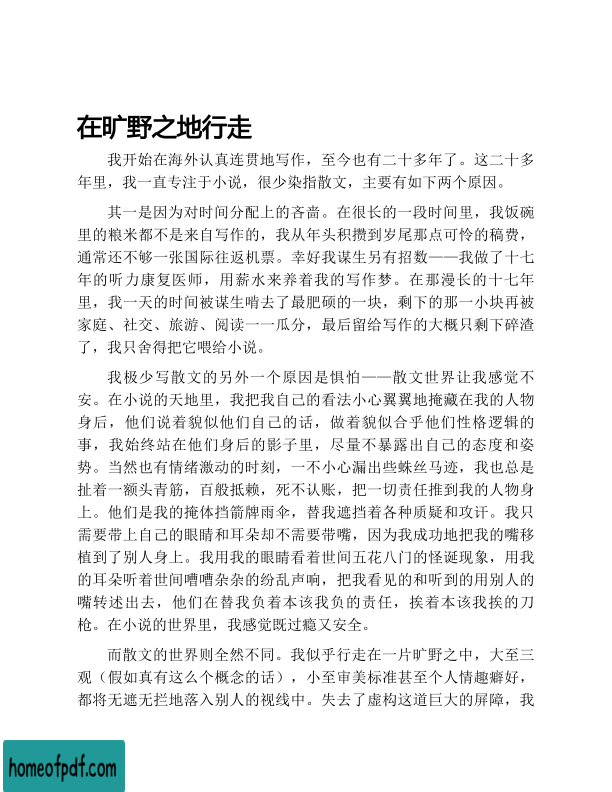 在旷野之地行走
我开始在海外认真连贯地写作，至今也有二十多年了。这二十多
年里，我一直专注于小说，很少染指散文，主要有如下两个原因。
其一是因为对时间分配上的吝啬。在很长的一段时间里，我饭碗
里的粮米都不是来自写作的，我从年头积攒到岁尾那点可怜的稿费，
通常还不够一张国际往返机票。幸好我谋生另有招数——我做了十七
年的听力康复医师，用薪水来养着我的写作梦。在那漫长的十七年
里，我一天的时间被谋生啃去了最肥硕的一块，剩下的那一小块再被
家庭、社交、旅游、阅读一一瓜分，最后留给写作的大概只剩下碎渣
了，我只舍得把它喂给小说。
我极少写散文的另外一个原因是惧怕——散文世界让我感觉不
安。在小说的天地里，我把我自己的看法小心翼翼地掩藏在我的人物
身后，他们说着貌似他们自己的话，做着貌似合乎他们性格逻辑的
事，我始终站在他们身后的影子里，尽量不暴露出自己的态度和姿
势。当然也有情绪激动的时刻，一不小心漏出些蛛丝马迹，我也总是
扯着一额头青筋，百般抵赖，死不认账，把一切责任推到我的人物身
上。他们是我的掩体挡箭牌雨伞，替我遮挡着各种质疑和攻讦。我只
需要带上自己的眼睛和耳朵却不需要带嘴，因为我成功地把我的嘴移
植到了别人身上。我用我的眼睛看着世间五花八门的怪诞现象，用我
的耳朵听着世间嘈嘈杂杂的纷乱声响，把我看见的和听到的用别人的
嘴转述出去，他们在替我负着本该我负的责任，挨着本该我挨的刀
枪。在小说的世界里，我感觉既过瘾又安全。
而散文的世界则全然不同。我似乎行走在一片旷野之中，大至三
观（假如真有这么个概念的话），小至审美标准甚至个人情趣癖好，
都将无遮无拦地落入别人的视线中。失去了虚构这道巨大的屏障，我
homeofpdf.com